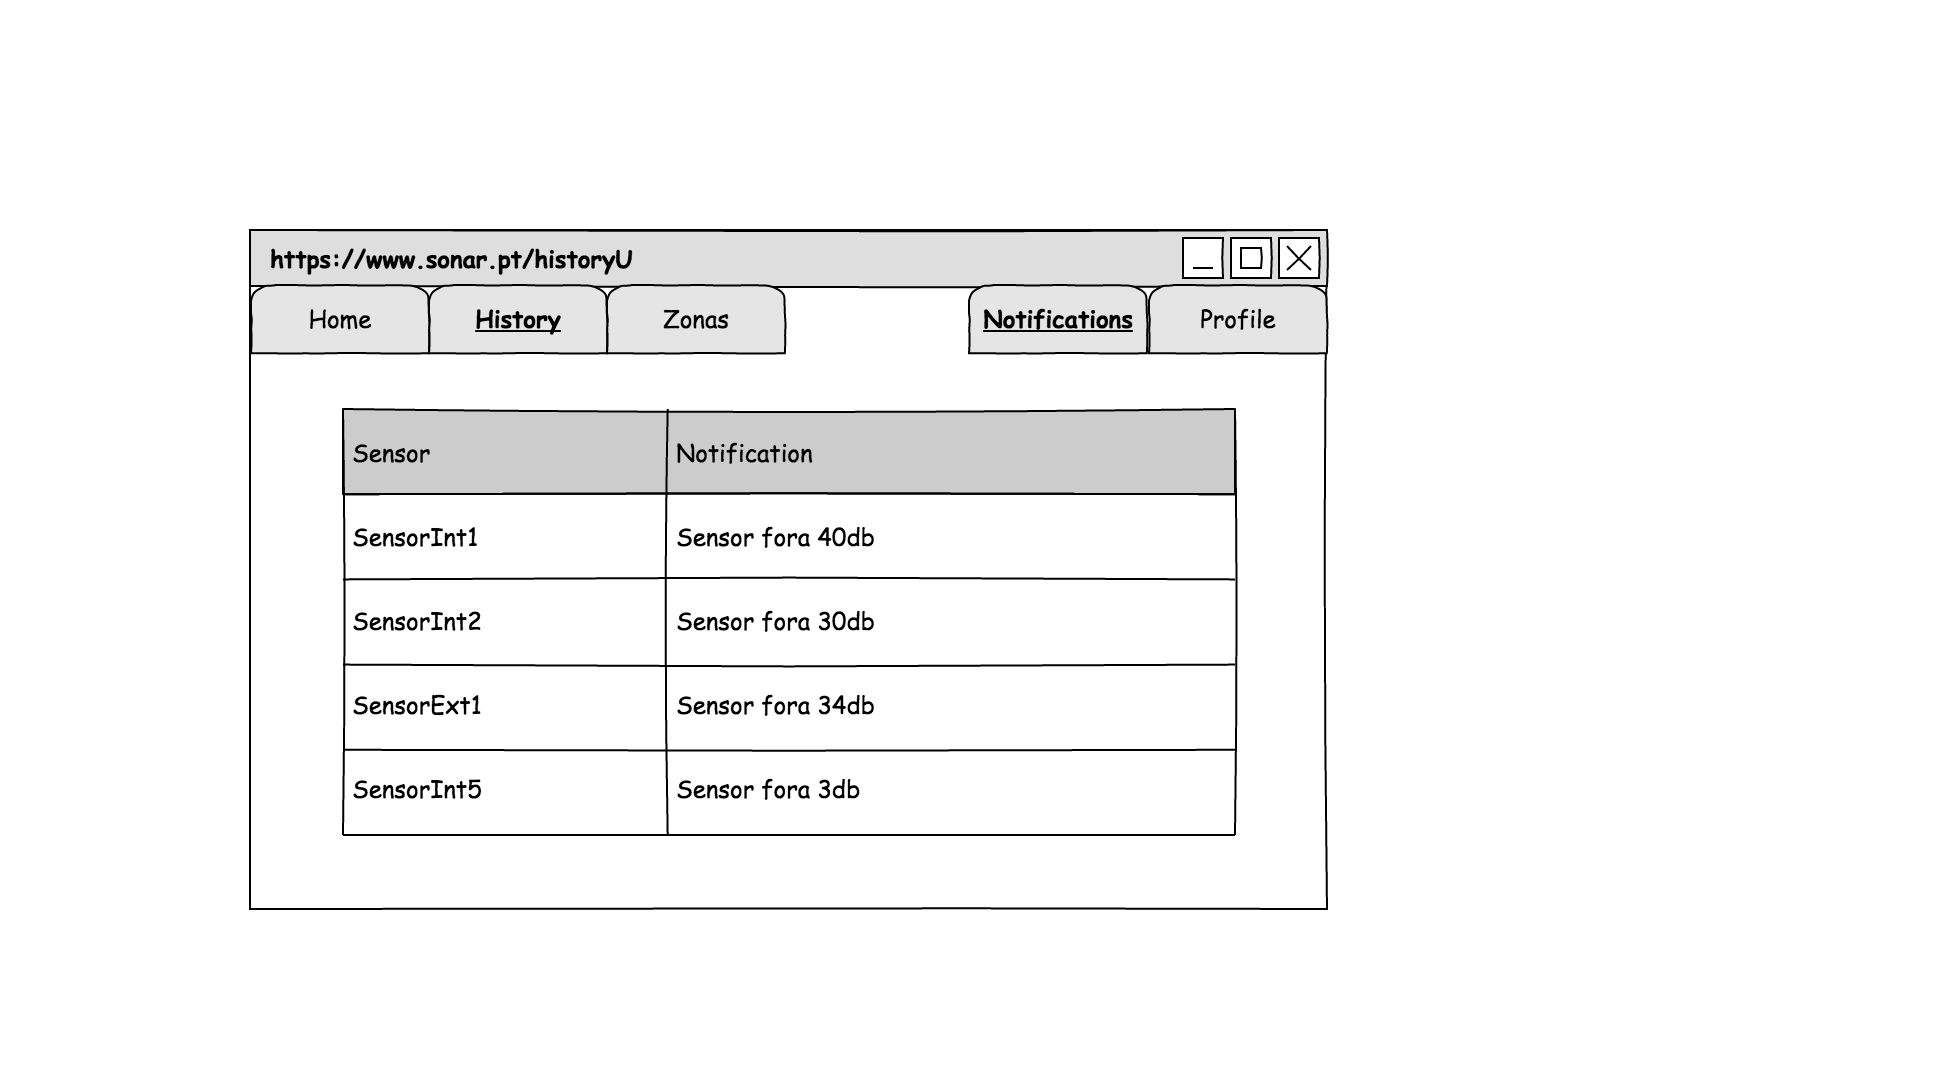 https://www.sonar.pt/historyU
Home History Zonas Notifications Profile
Sensor Notification
SensorInt1 Sensor fora 40db
SensorInt2 Sensor fora 30db
SensorExt1 Sensor fora 34db
SensorInt5 Sensor fora 3db